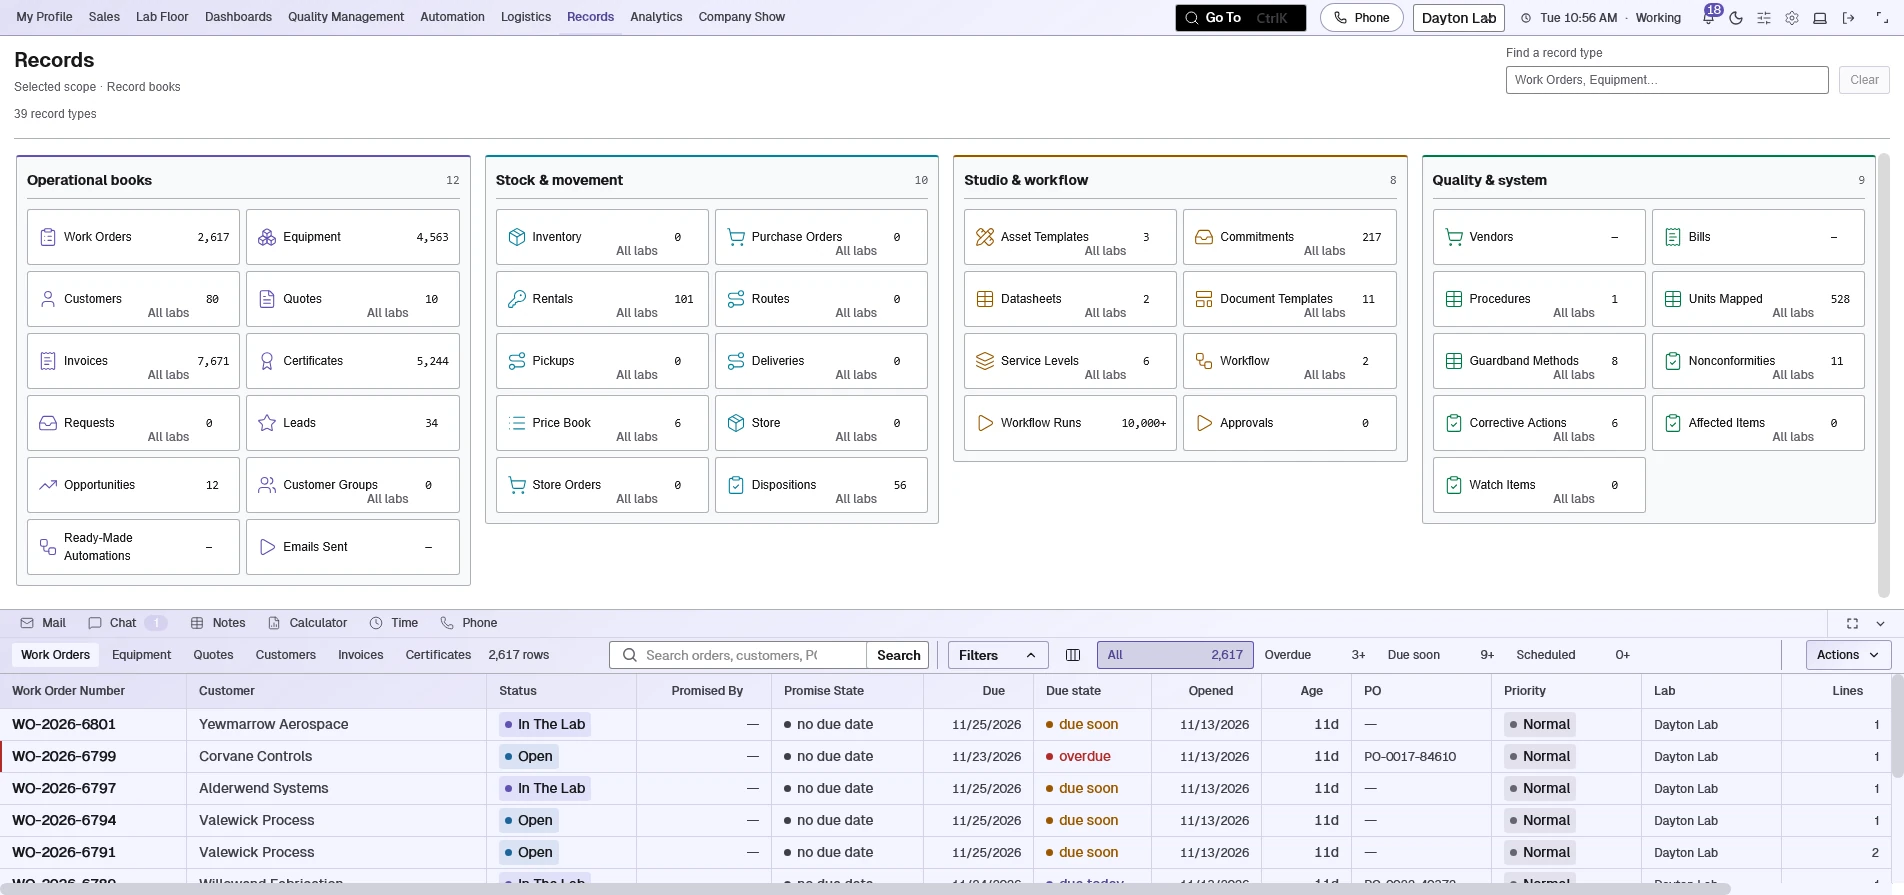 My Profile Sales Lab Floor Dashboards Quality Management Automation Logistics Records Analytics Company Show Go To CtrlK Phone Dayton Lab Tue 10:56 AM · Working 18
Records
Selected scope · Record books
39 record types
Find a record type
Work Orders, Equipment... Clear
Operational books 12
Work Orders 2,617 Equipment 4,563
Customers 80 All labs Quotes 10 All labs
Invoices 7,671 All labs Certificates 5,244
Requests 0 All labs Leads 34
Opportunities 12 Customer Groups 0 All labs
Ready-Made Automations – Emails Sent –
Stock & movement 10
Inventory 0 All labs Purchase Orders 0 All labs
Rentals 101 All labs Routes 0 All labs
Pickups 0 All labs Deliveries 0 All labs
Price Book 6 All labs Store 0 All labs
Store Orders 0 All labs Dispositions 56 All labs
Studio & workflow 8
Asset Templates 3 All labs Commitments 217 All labs
Datasheets 2 All labs Document Templates 11 All labs
Service Levels 6 All labs Workflow 2 All labs
Workflow Runs 10,000+ Approvals 0
Quality & system 9
Vendors – Bills –
Procedures 1 All labs Units Mapped 528 All labs
Guardband Methods 8 All labs Nonconformities 11 All labs
Corrective Actions 6 All labs Affected Items 0 All labs
Watch Items 0 All labs
Mail Chat 1 Notes Calculator Time Phone
Work Orders Equipment Quotes Customers Invoices Certificates 2,617 rows Search orders, customers, PO Search Filters All 2,617 Overdue 3+ Due soon 9+ Scheduled 0+ Actions
Work Order Number Customer Status Promised By Promise State Due Due state Opened Age PO Priority Lab Lines
WO-2026-6801 Yewmarrow Aerospace In The Lab — no due date 11/25/2026 due soon 11/13/2026 11d — Normal Dayton Lab 1
WO-2026-6799 Corvane Controls Open — no due date 11/23/2026 overdue 11/13/2026 11d PO-0017-84610 Normal Dayton Lab 1
WO-2026-6797 Alderwend Systems In The Lab — no due date 11/25/2026 due soon 11/13/2026 11d — Normal Dayton Lab 1
WO-2026-6794 Valewick Process Open — no due date 11/25/2026 due soon 11/13/2026 11d — Normal Dayton Lab 1
WO-2026-6791 Valewick Process Open — no due date 11/25/2026 due soon 11/13/2026 11d — Normal Dayton Lab 2